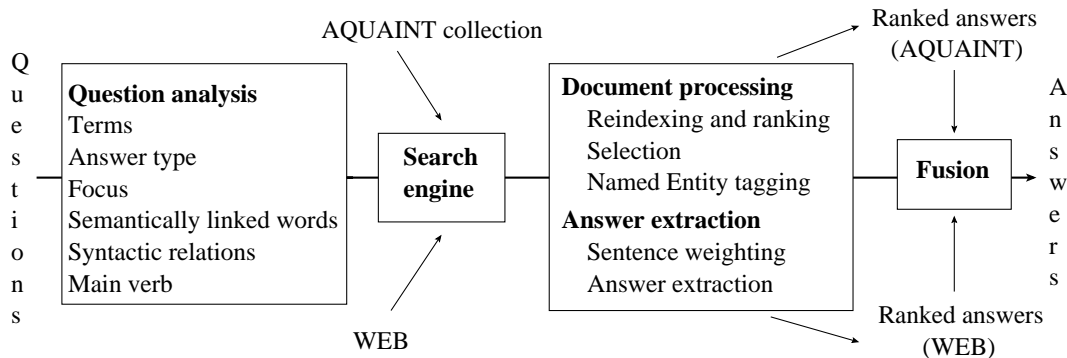 Questions
AQUAINT collection
Question analysis
Terms
Answer type
Focus
Semantically linked words
Syntactic relations
Main verb
Search
engine
WEB
Document processing
Reindexing and ranking
Selection
Named Entity tagging
Answer extraction
Sentence weighting
Answer extraction
Ranked answers
(AQUAINT)
Fusion
Ranked answers
(WEB)
Answers